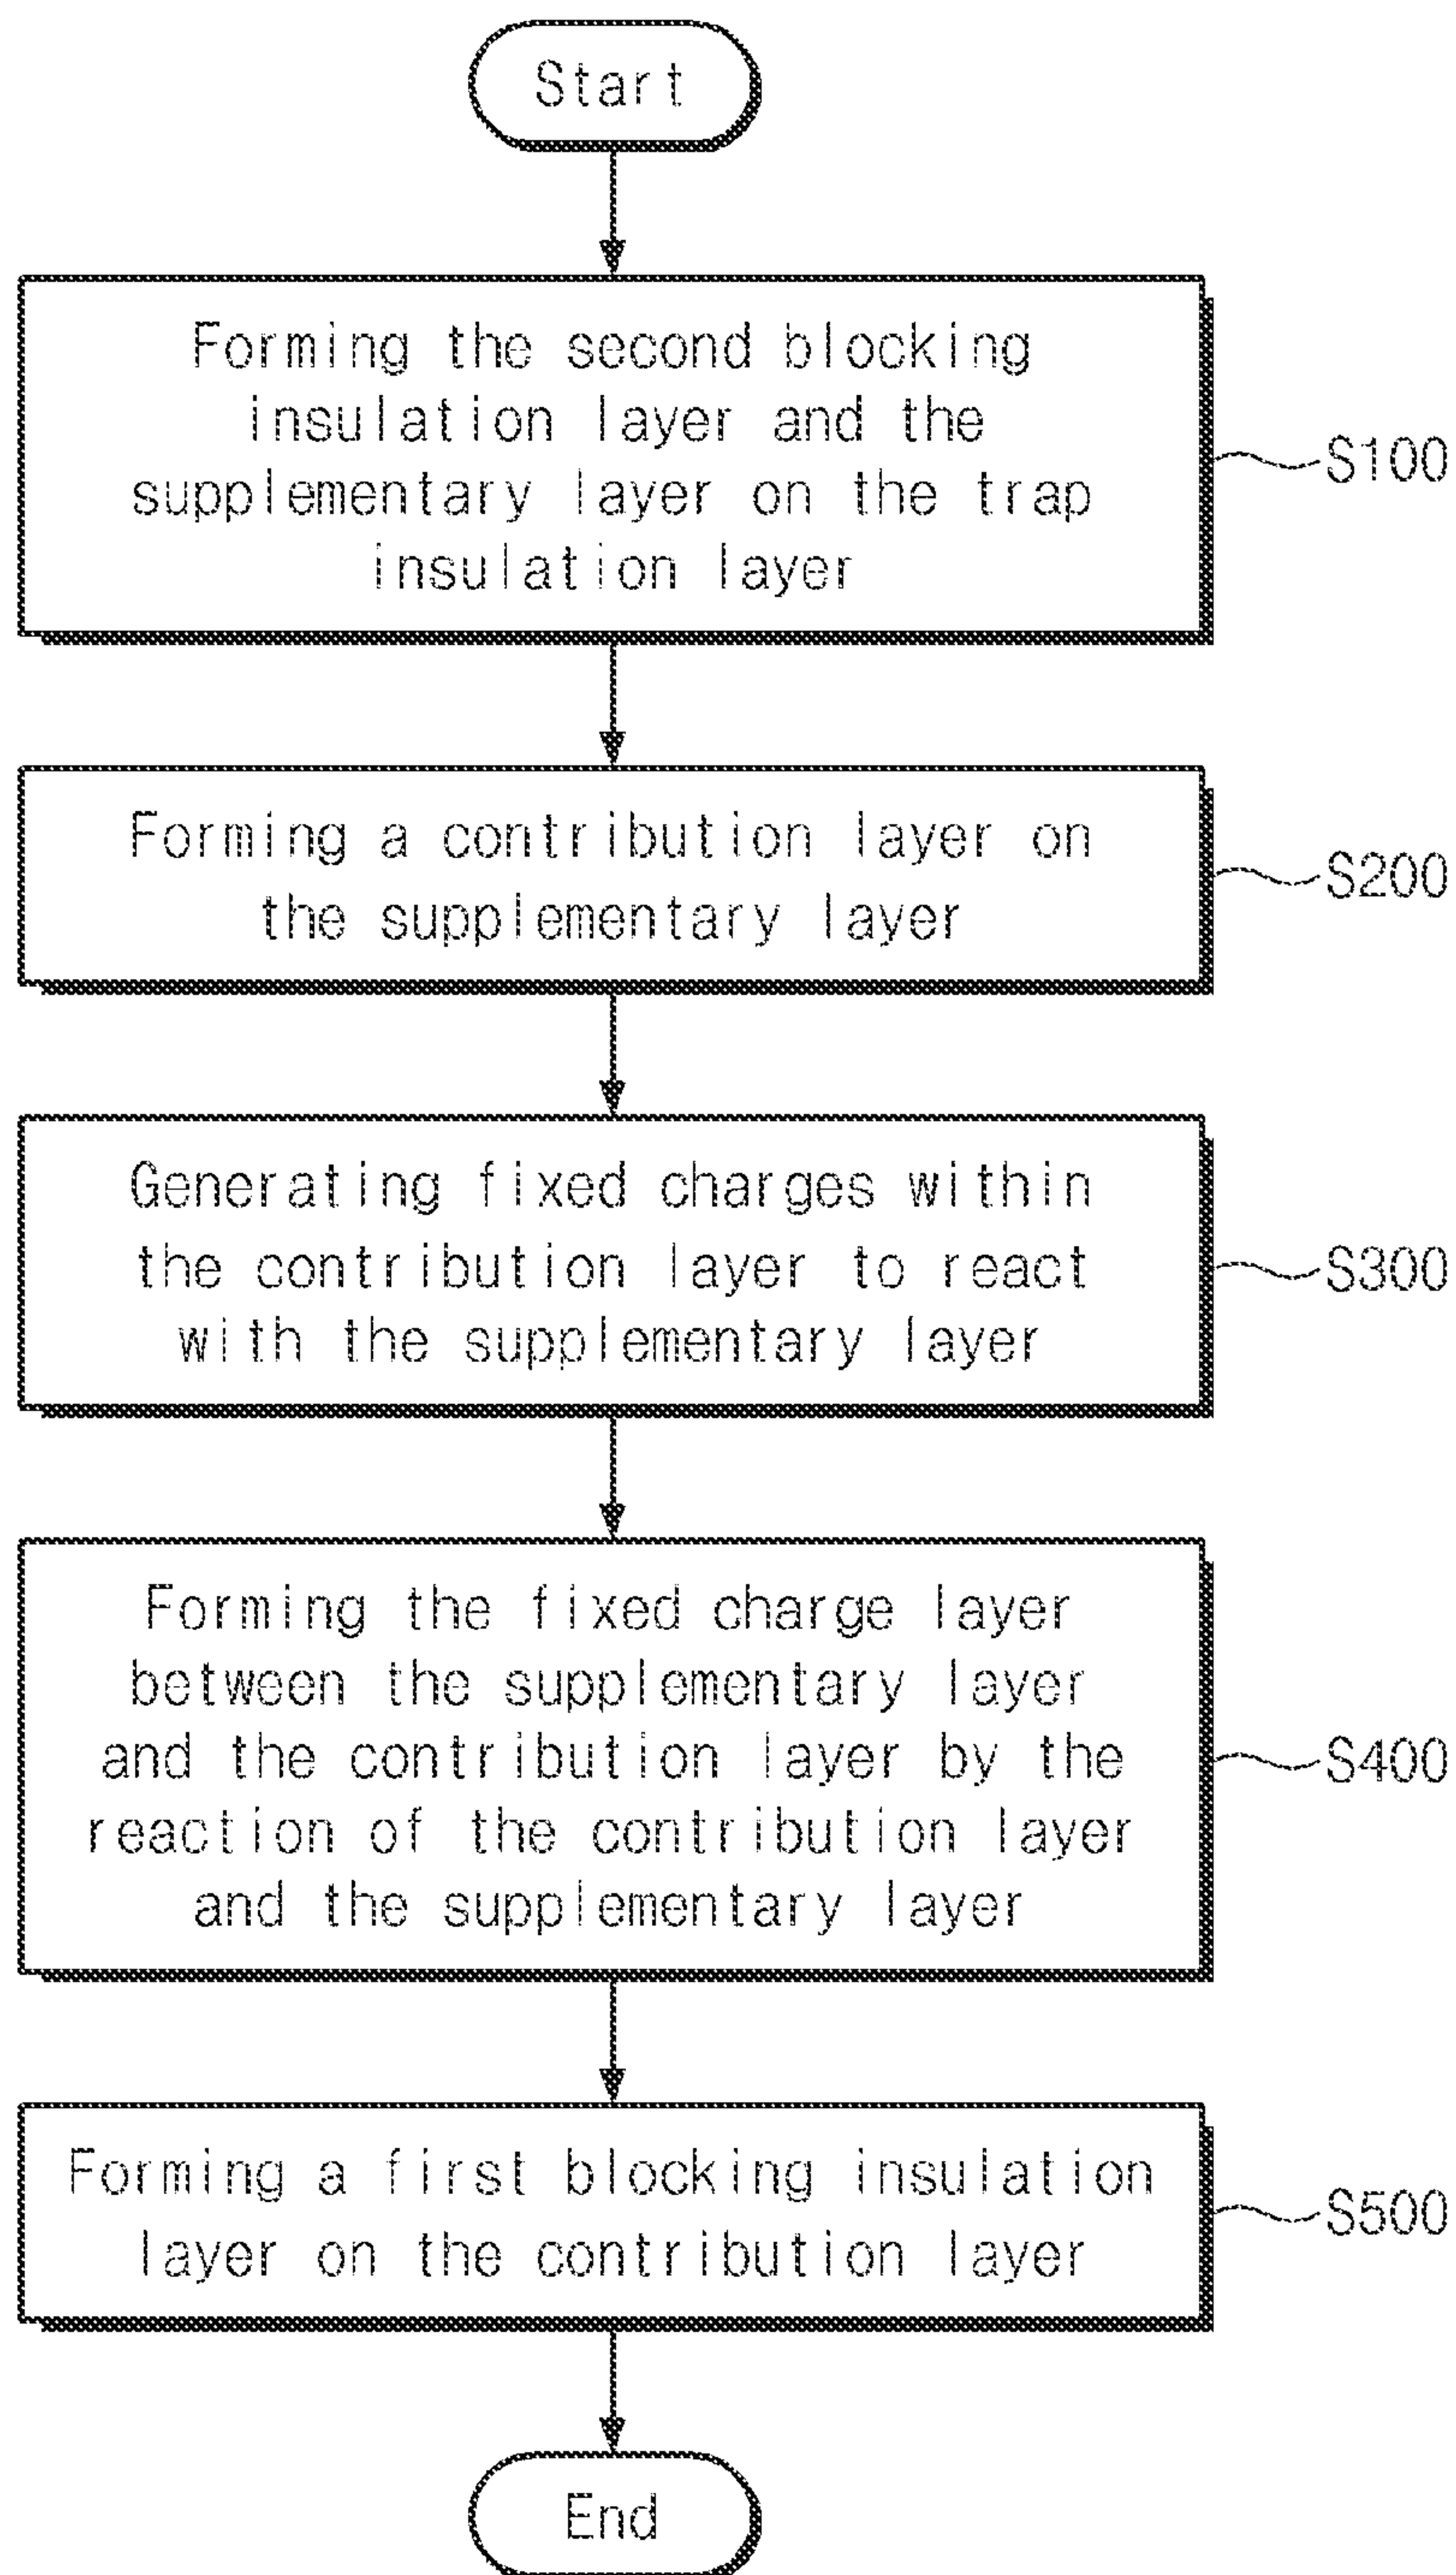 Start
Forming the second blocking
insulation layer and the
supplementary layer on the trap
insulation layer
S100
Forming a contribution layer on
the supplementary layer
S200
Generating fixed charges within
the contribution layer to react
with the supplementary layer
S300
Forming the fixed charge layer
between the supplementary layer
and the contribution layer by the
reaction of the contribution layer
and the supplementary layer
S400
Forming a first blocking insulation
layer on the contribution layer
S500
End